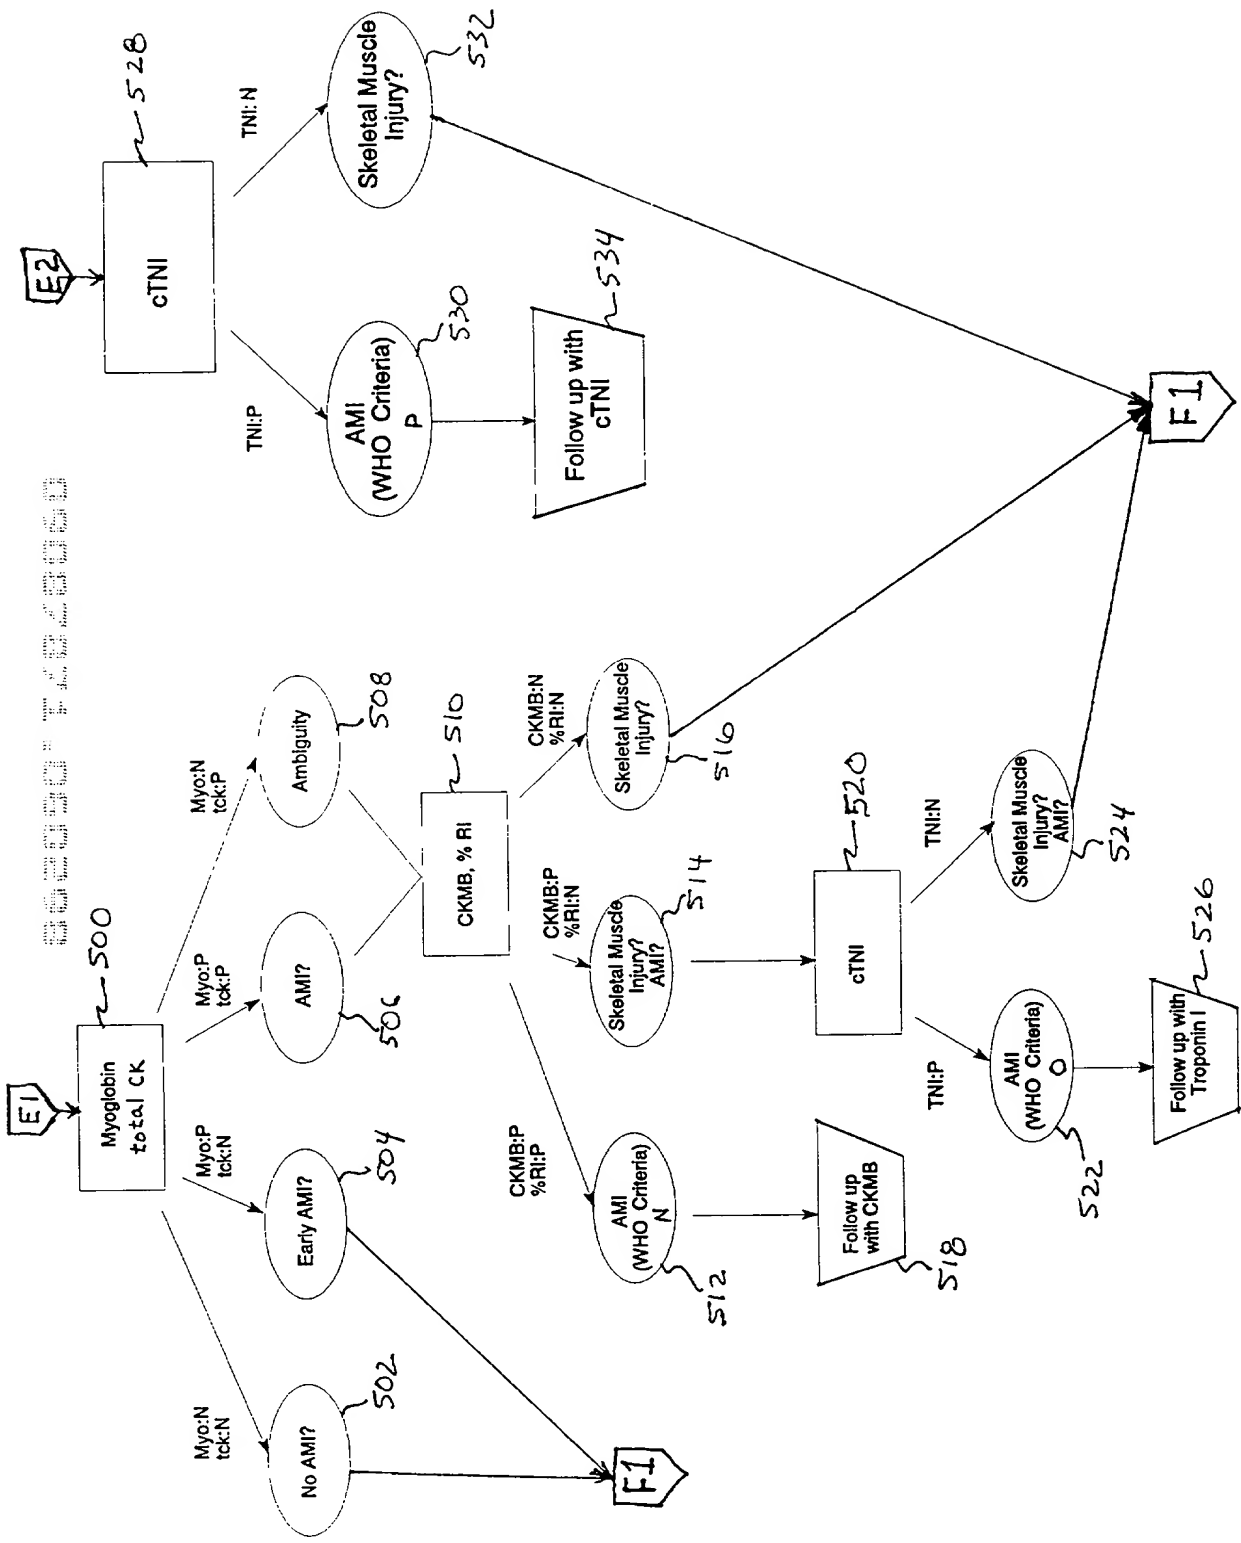 E1
Myoglobin
total CK
500
Myo:N
tck:N
Myo:P
tck:N
Myo:P
tck:P
Myo:N
tck:P
No AMI?
502
Early AMI?
504
AMI?
506
Ambiguity
508
CKMB, % RI
510
CKMB:P
%RI:P
CKMB:P
%RI:N
CKMB:N
%RI:N
AMI
(WHO Criteria)
N
512
Skeletal Muscle
Injury?
AMI?
514
Skeletal Muscle
Injury?
516
F1
Follow up
with CKMB
518
cTNI
520
TNI:P
TNI:N
AMI
(WHO Criteria)
O
522
Skeletal Muscle
Injury?
AMI?
524
Follow up with
Troponin I
526
E2
cTNI
528
TNI:P
TNI: N
AMI
(WHO Criteria)
P
530
Skeletal Muscle
Injury?
532
Follow up with
cTNI
534
F1